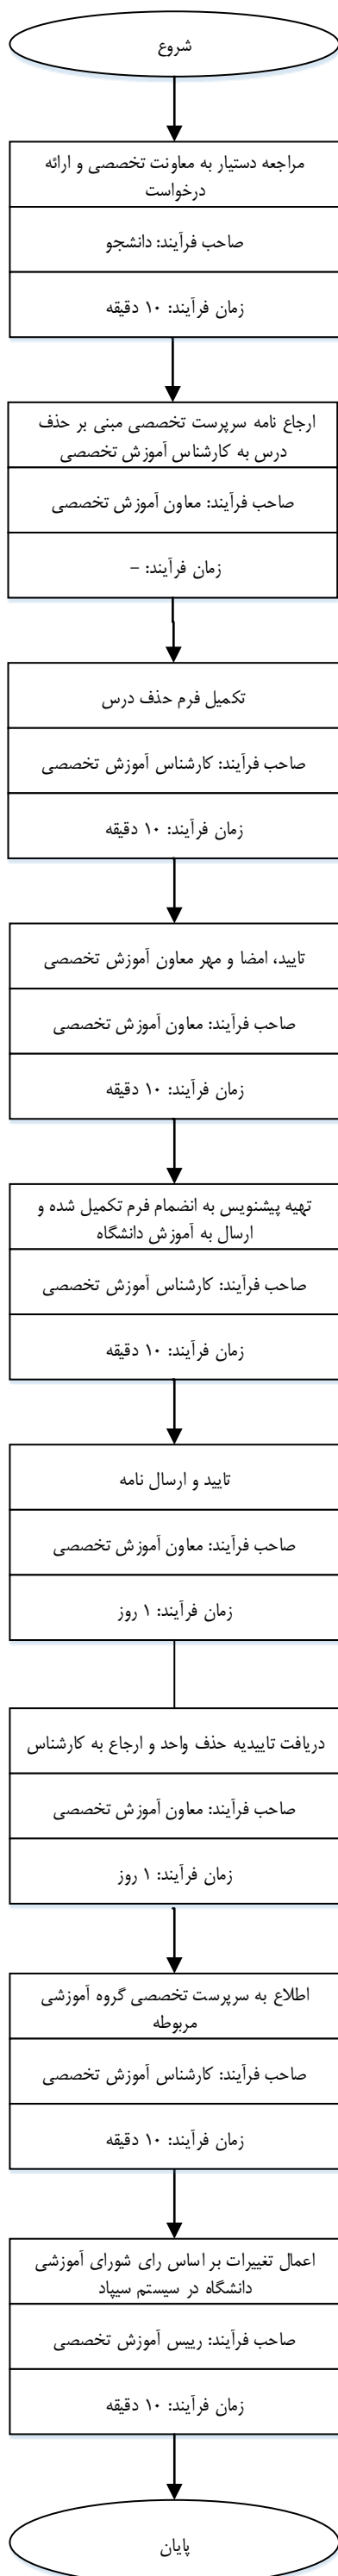 شروع
مراجعه دستیار به معاونت تخصصی و ارائه
درخواست
صاحب فرآیند: دانشجو
زمان فرآیند: ۱۰ دقیقه
ارجاع نامه سرپرست تخصصی مبنی بر حذف
درس به کارشناس آموزش تخصصی
صاحب فرآیند: معاون آموزش تخصصی
زمان فرآیند: –
تکمیل فرم حذف درس
صاحب فرآیند: کارشناس آموزش تخصصی
زمان فرآیند: ۱۰ دقیقه
تایید، امضا و مهر معاون آموزش تخصصی
صاحب فرآیند: معاون آموزش تخصصی
زمان فرآیند: ۱۰ دقیقه
تهیه پیشنویس به انضمام فرم تکمیل شده و
ارسال به آموزش دانشگاه
صاحب فرآیند: کارشناس آموزش تخصصی
زمان فرآیند: ۱۰ دقیقه
تایید و ارسال نامه
صاحب فرآیند: معاون آموزش تخصصی
زمان فرآیند: ۱ روز
دریافت تاییدیه حذف واحد و ارجاع به کارشناس
صاحب فرآیند: معاون آموزش تخصصی
زمان فرآیند: ۱ روز
اطلاع به سرپرست تخصصی گروه آموزشی
مربوطه
صاحب فرآیند: کارشناس آموزش تخصصی
زمان فرآیند: ۱۰ دقیقه
اعمال تغییرات بر اساس رای شورای آموزشی
دانشگاه در سیستم سیپاد
صاحب فرآیند: رییس آموزش تخصصی
زمان فرآیند: ۱۰ دقیقه
پایان